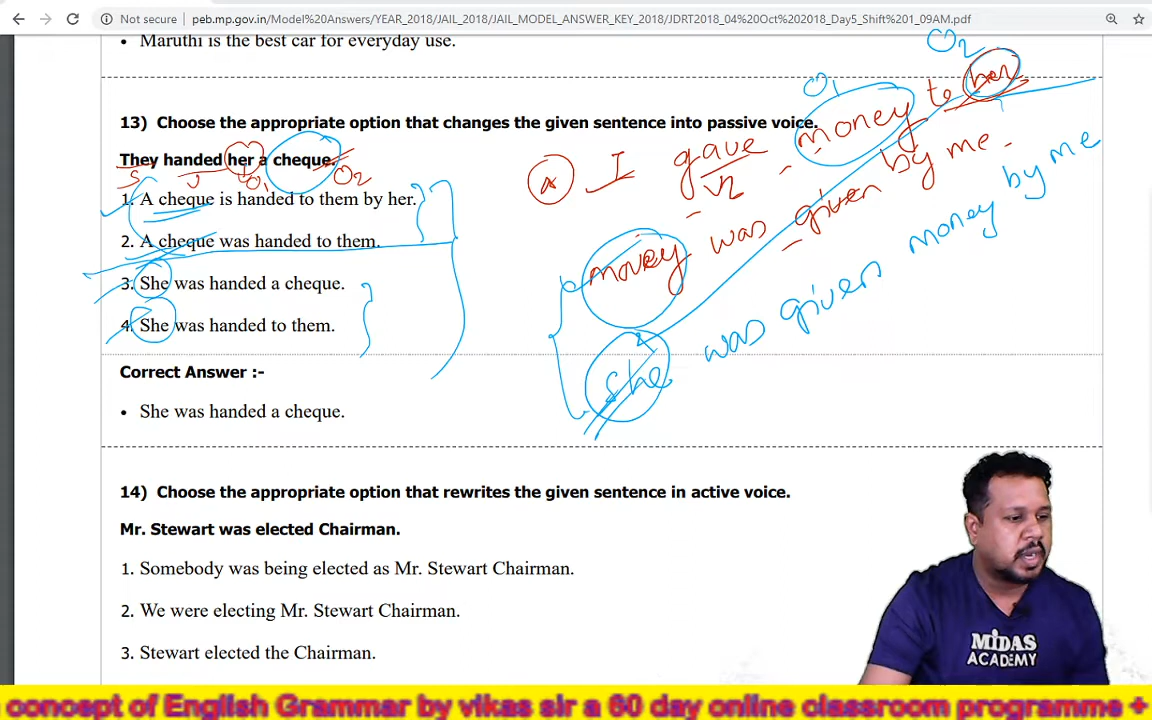 Not secure
peb.mp.gov.in/Model%20Answers/YEAR_2018/JAIL_2018/JAIL_MODEL_ANSWER_KEY_2018/JDRT2018_04%20Oct%202018_Day5_Shift%201_09AM.pdf
• Maruthi is the best car for everyday use.
O2
O1
13) Choose the appropriate option that changes the given sentence into passive voice.
They handed her a cheque.
S V O1 O2
1. A cheque is handed to them by her.
2. A cheque was handed to them.
3. She was handed a cheque.
4. She was handed to them.
I gave money to her
V2
money was given by me.
She was given money by me
Correct Answer :-
• She was handed a cheque.
14) Choose the appropriate option that rewrites the given sentence in active voice.
Mr. Stewart was elected Chairman.
1. Somebody was being elected as Mr. Stewart Chairman.
2. We were electing Mr. Stewart Chairman.
3. Stewart elected the Chairman.
MIDAS
ACADEMY
concept of English Grammar by vikas sir a 60 day online classroom programme +